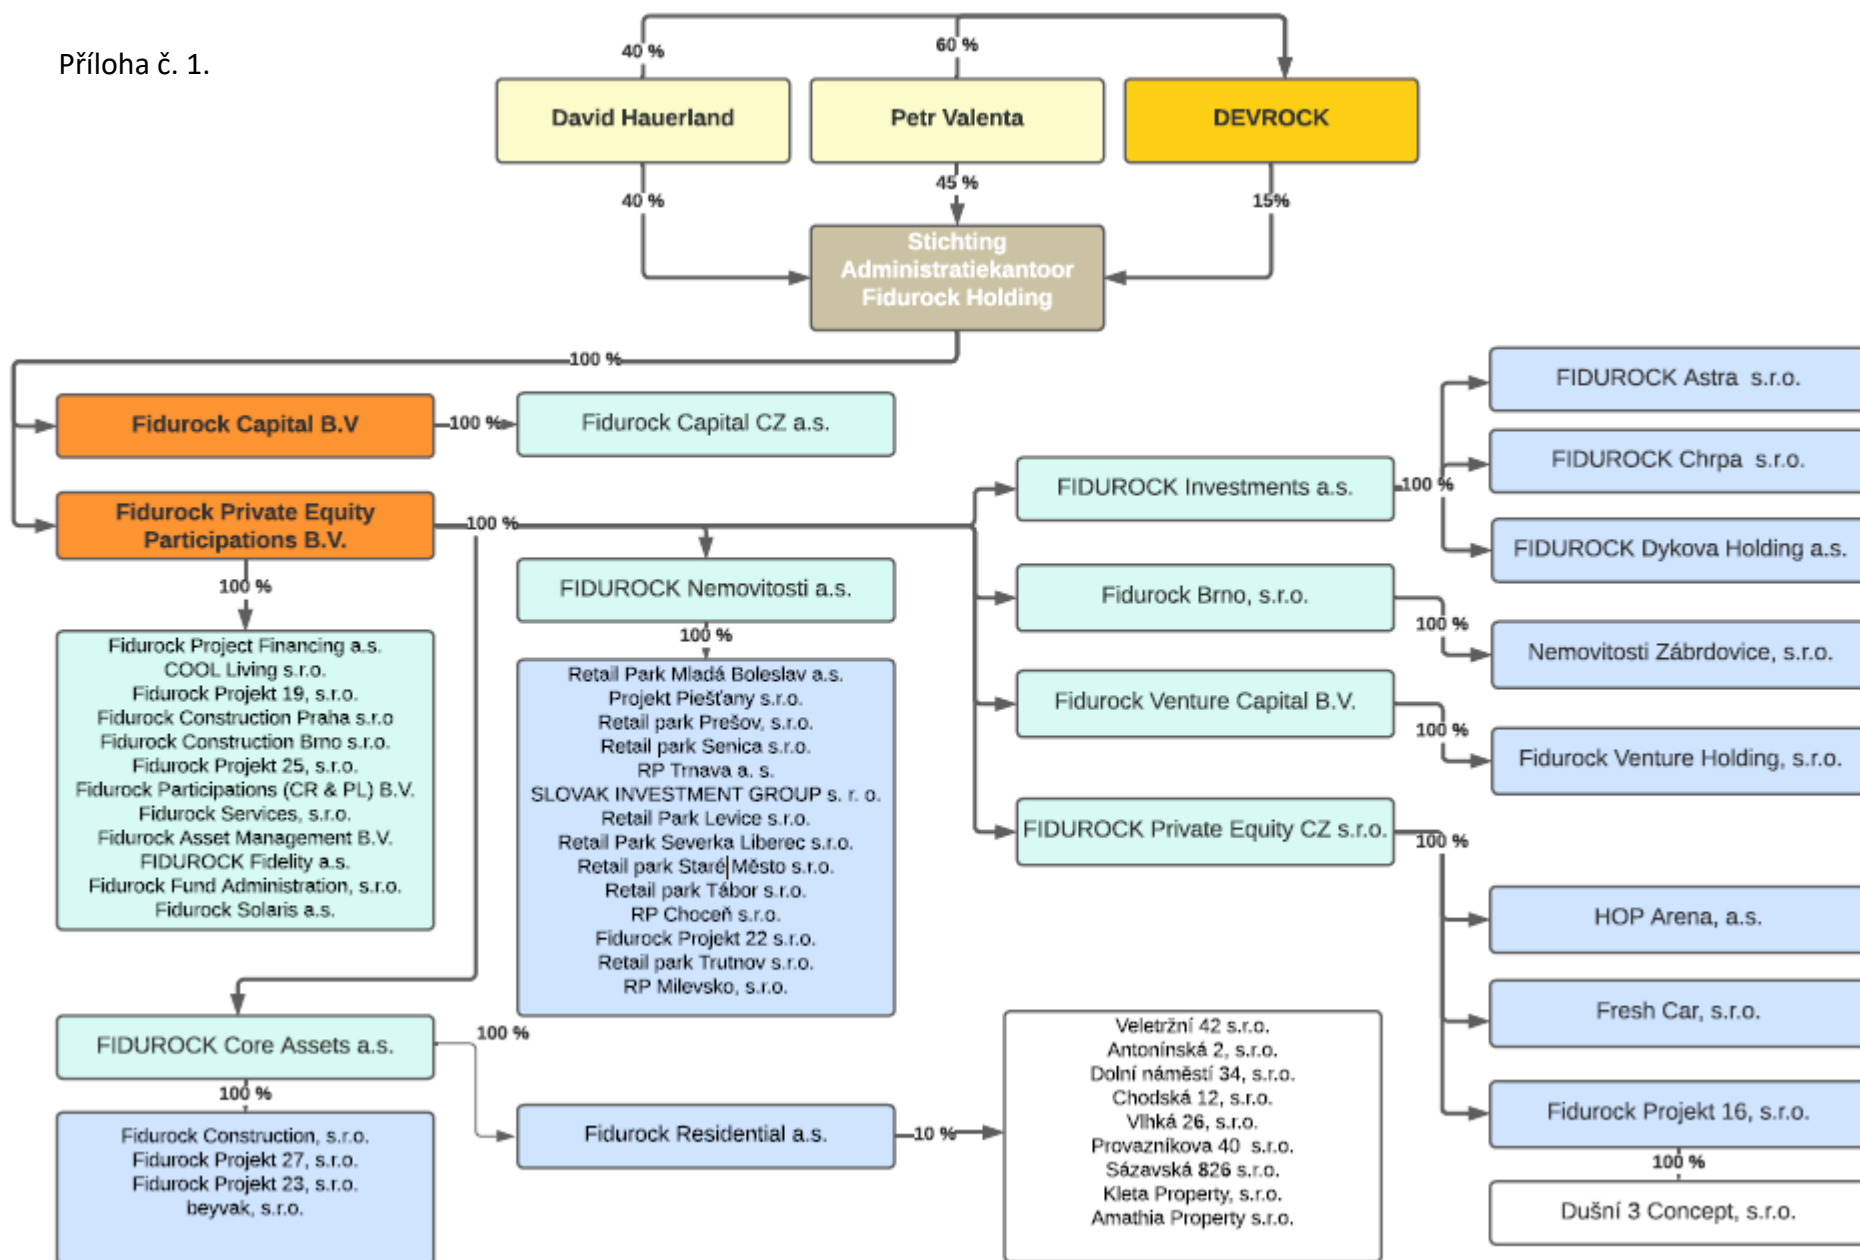 Příloha č. 1.
40 %
60 %
David Hauerland
Petr Valenta
DEVROCK
40 %
45 %
15%
Stichting
Administratiekantoor
Fidurock Holding
100 %
Fidurock Capital B.V
100 %
Fidurock Capital CZ a.s.
Fidurock Private Equity
Participations B.V.
100 %
100 %
Fidurock Project Financing a.s.
COOL Living s.r.o.
Fidurock Projekt 19, s.r.o.
Fidurock Construction Praha s.r.o
Fidurock Construction Brno s.r.o.
Fidurock Projekt 25, s.r.o.
Fidurock Participations (CR & PL) B.V.
Fidurock Services, s.r.o.
Fidurock Asset Management B.V.
FIDUROCK Fidelity a.s.
Fidurock Fund Administration, s.r.o.
Fidurock Solaris a.s.
FIDUROCK Nemovitosti a.s.
100 %
Retail Park Mladá Boleslav a.s.
Projekt Piešťany s.r.o.
Retail park Prešov, s.r.o.
Retail park Senica s.r.o.
RP Trnava a. s.
SLOVAK INVESTMENT GROUP s. r. o.
Retail Park Levice s.r.o.
Retail Park Severka Liberec s.r.o.
Retail park Staré Město s.r.o.
Retail park Tábor s.r.o.
RP Choceň s.r.o.
Fidurock Projekt 22 s.r.o.
Retail park Trutnov s.r.o.
RP Milevsko, s.r.o.
FIDUROCK Investments a.s.
100 %
FIDUROCK Astra s.r.o.
FIDUROCK Chrpa s.r.o.
FIDUROCK Dykova Holding a.s.
Fidurock Brno, s.r.o.
100 %
Nemovitosti Zábrdovice, s.r.o.
Fidurock Venture Capital B.V.
100 %
Fidurock Venture Holding, s.r.o.
FIDUROCK Private Equity CZ s.r.o.
100 %
HOP Arena, a.s.
Fresh Car, s.r.o.
Fidurock Projekt 16, s.r.o.
100 %
Dušní 3 Concept, s.r.o.
FIDUROCK Core Assets a.s.
100 %
100 %
Fidurock Construction, s.r.o.
Fidurock Projekt 27, s.r.o.
Fidurock Projekt 23, s.r.o.
beyvak, s.r.o.
Fidurock Residential a.s.
10 %
Veletržní 42 s.r.o.
Antonínská 2, s.r.o.
Dolní náměstí 34, s.r.o.
Chodská 12, s.r.o.
Vlhká 26, s.r.o.
Provazníkova 40 s.r.o.
Sázavská 826 s.r.o.
Kleta Property, s.r.o.
Amathia Property s.r.o.